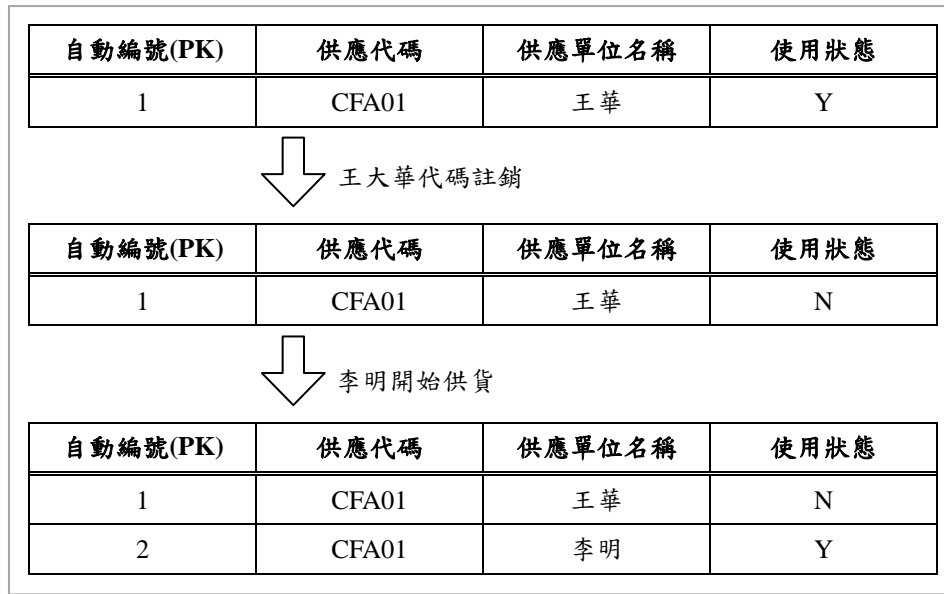 自動編號(PK) 供應代碼 供應單位名稱 使用狀態
1 CFA01 王華 Y
王大華代碼註銷
自動編號(PK) 供應代碼 供應單位名稱 使用狀態
1 CFA01 王華 N
李明開始供貨
自動編號(PK) 供應代碼 供應單位名稱 使用狀態
1 CFA01 王華 N
2 CFA01 李明 Y